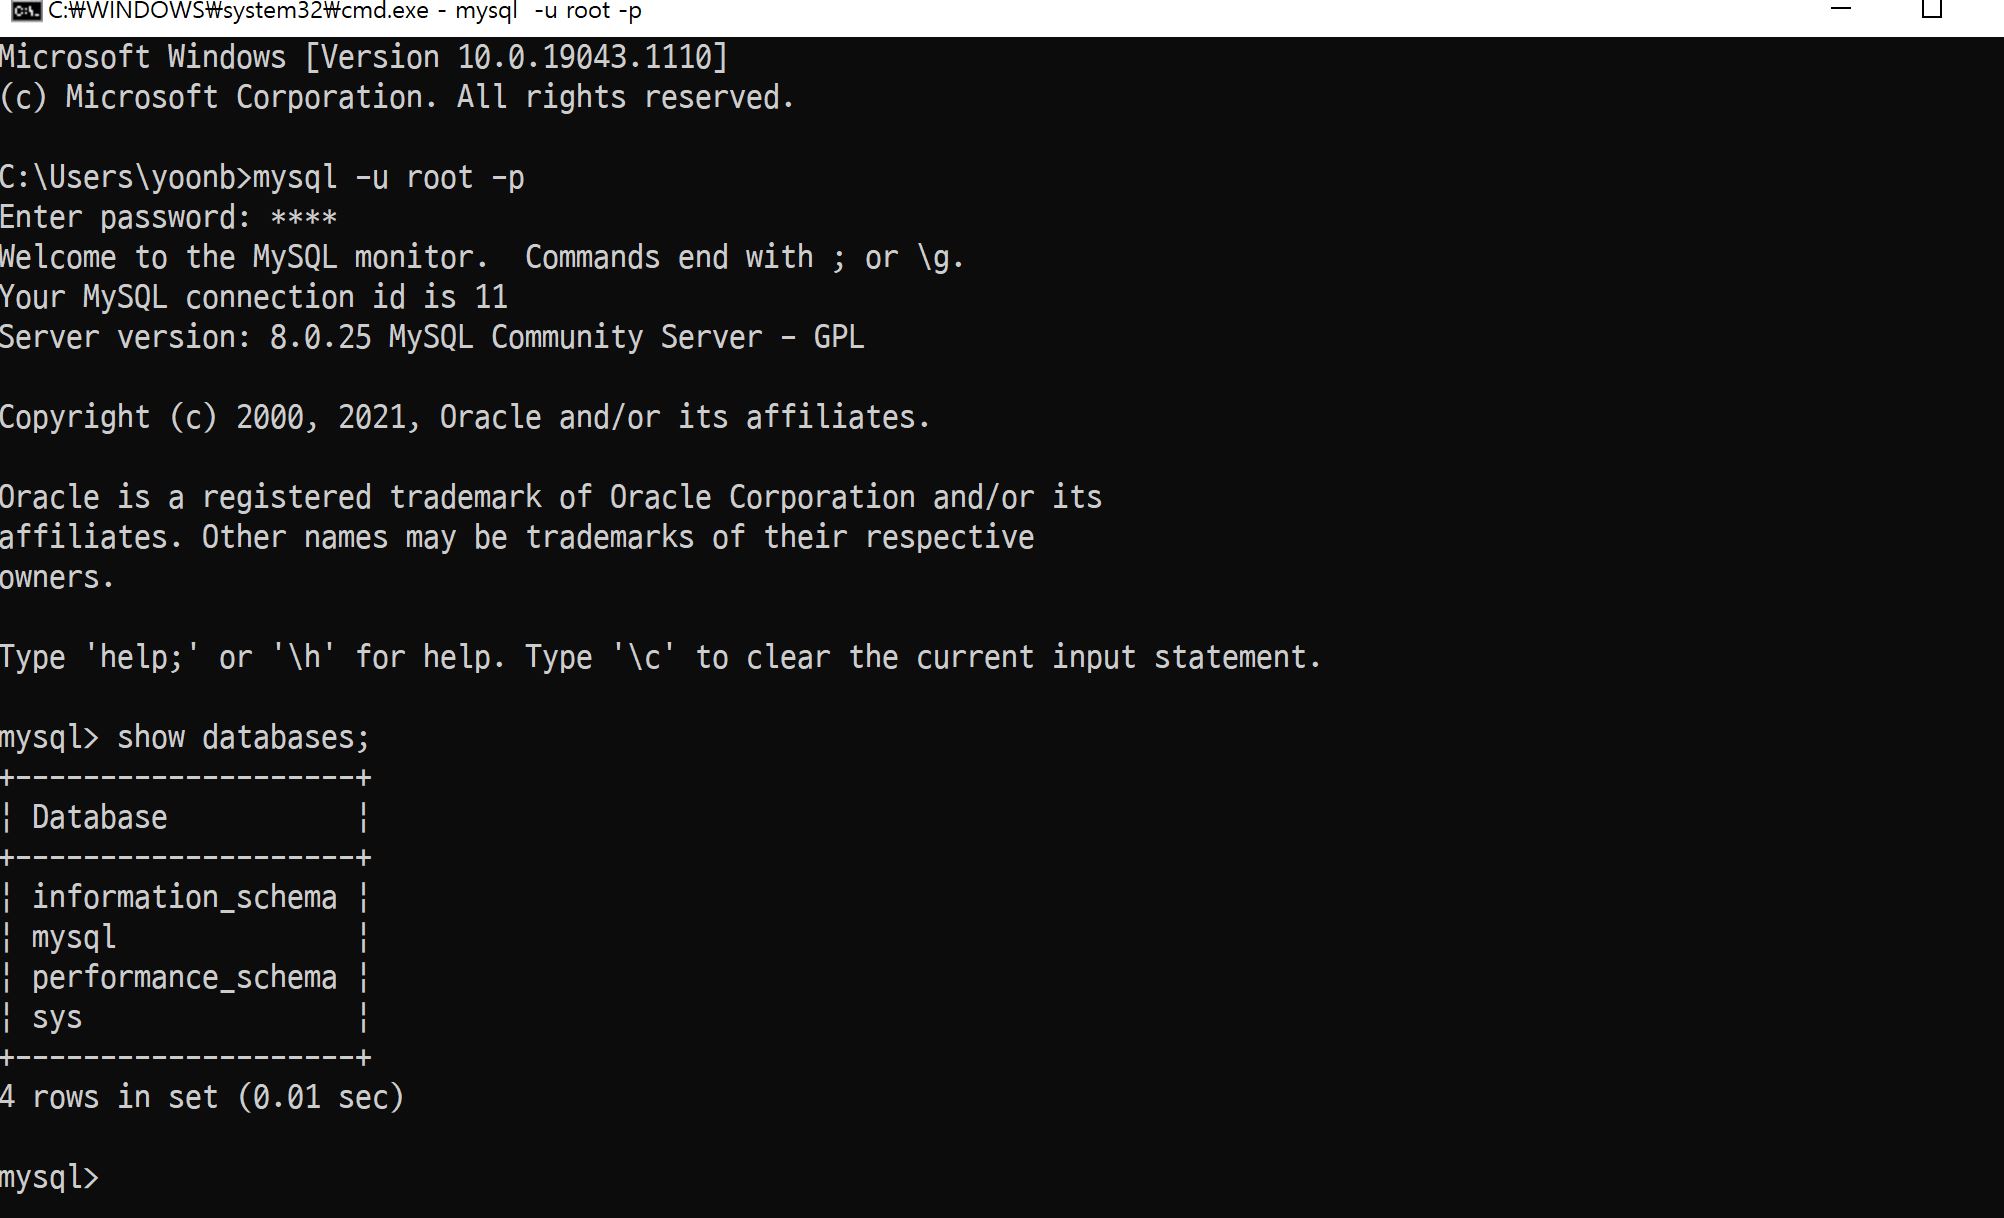 C:₩WINDOWS₩system32₩cmd.exe - mysql  -u root -p
Microsoft Windows [Version 10.0.19043.1110]
(c) Microsoft Corporation. All rights reserved.
C:\Users\yoonb>mysql -u root -p
Enter password: ****
Welcome to the MySQL monitor.  Commands end with ; or \g.
Your MySQL connection id is 11
Server version: 8.0.25 MySQL Community Server - GPL
Copyright (c) 2000, 2021, Oracle and/or its affiliates.
Oracle is a registered trademark of Oracle Corporation and/or its
affiliates. Other names may be trademarks of their respective
owners.
Type 'help;' or '\h' for help. Type '\c' to clear the current input statement.
mysql> show databases;
+--------------------+
¦ Database           ¦
+--------------------+
¦ information_schema ¦
¦ mysql              ¦
¦ performance_schema ¦
¦ sys                ¦
+--------------------+
4 rows in set (0.01 sec)
mysql>